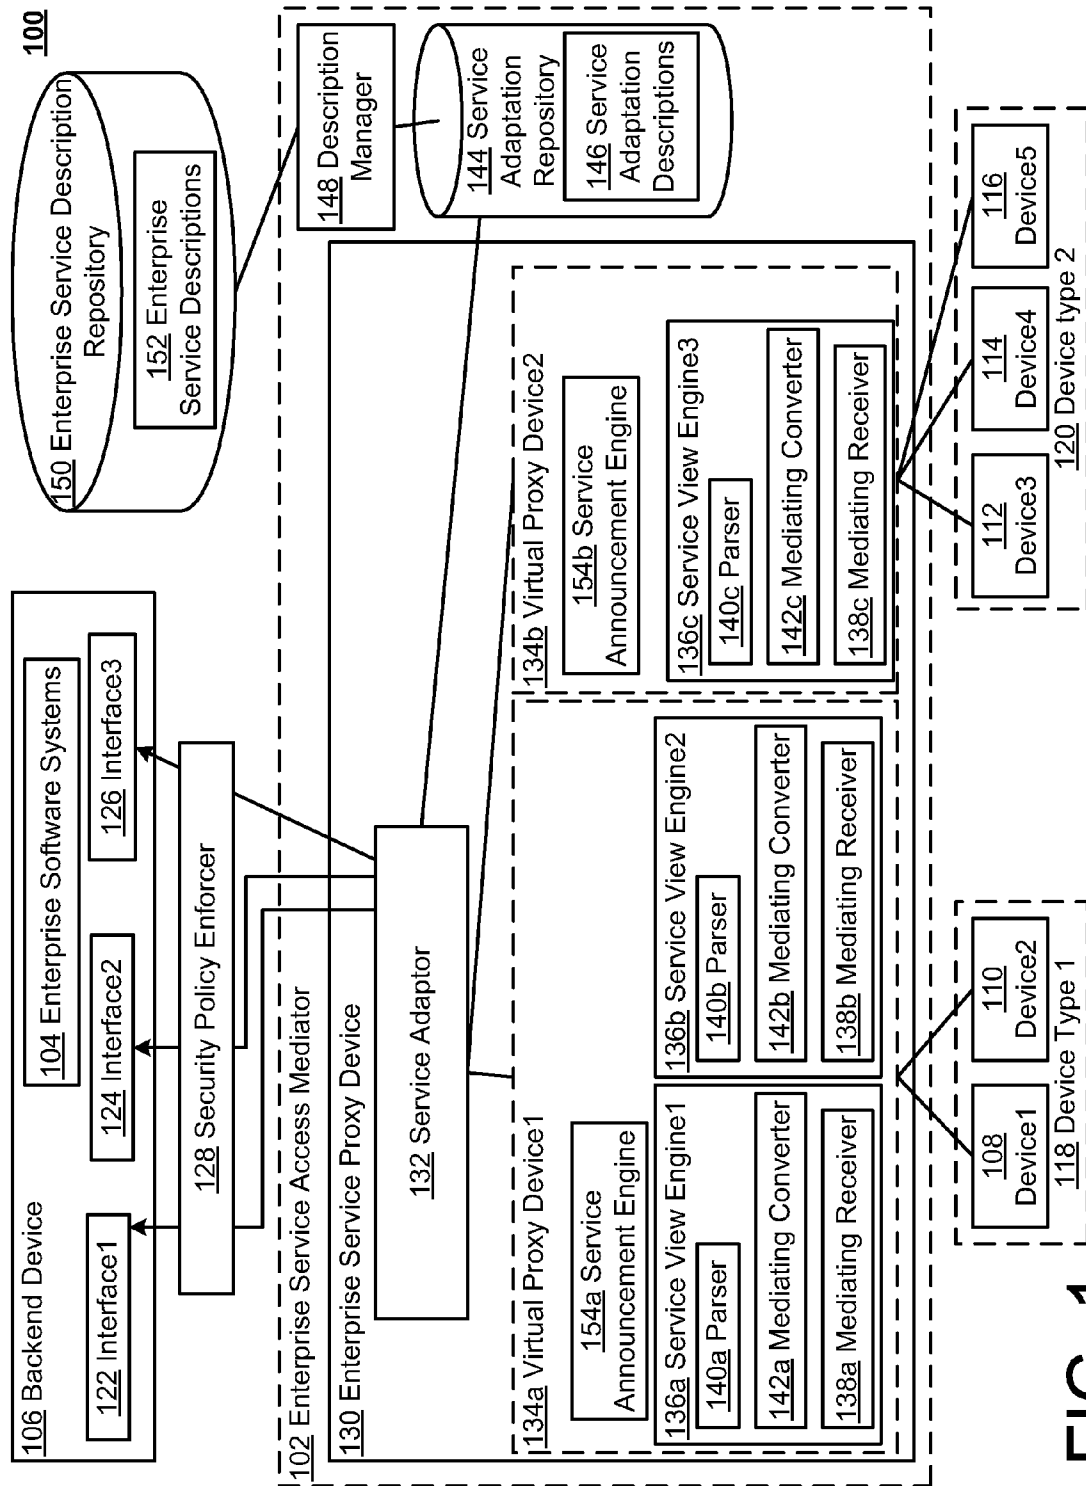 100
106 Backend Device
104 Enterprise Software Systems
122 Interface1
124 Interface2
126 Interface3
150 Enterprise Service Description
Repository
152 Enterprise
Service Descriptions
128 Security Policy Enforcer
102 Enterprise Service Access Mediator
148 Description
Manager
130 Enterprise Service Proxy Device
132 Service Adaptor
144 Service
Adaptation
Repository
146 Service
Adaptation
Descriptions
134a Virtual Proxy Device1
154a Service
Announcement Engine
136a Service View Engine1
140a Parser
142a Mediating Converter
138a Mediating Receiver
136b Service View Engine2
140b Parser
142b Mediating Converter
138b Mediating Receiver
134b Virtual Proxy Device2
154b Service
Announcement Engine
136c Service View Engine3
140c Parser
142c Mediating Converter
138c Mediating Receiver
108
Device1
110
Device2
118 Device Type 1
112
Device3
114
Device4
116
Device5
120 Device type 2
FIG. 1